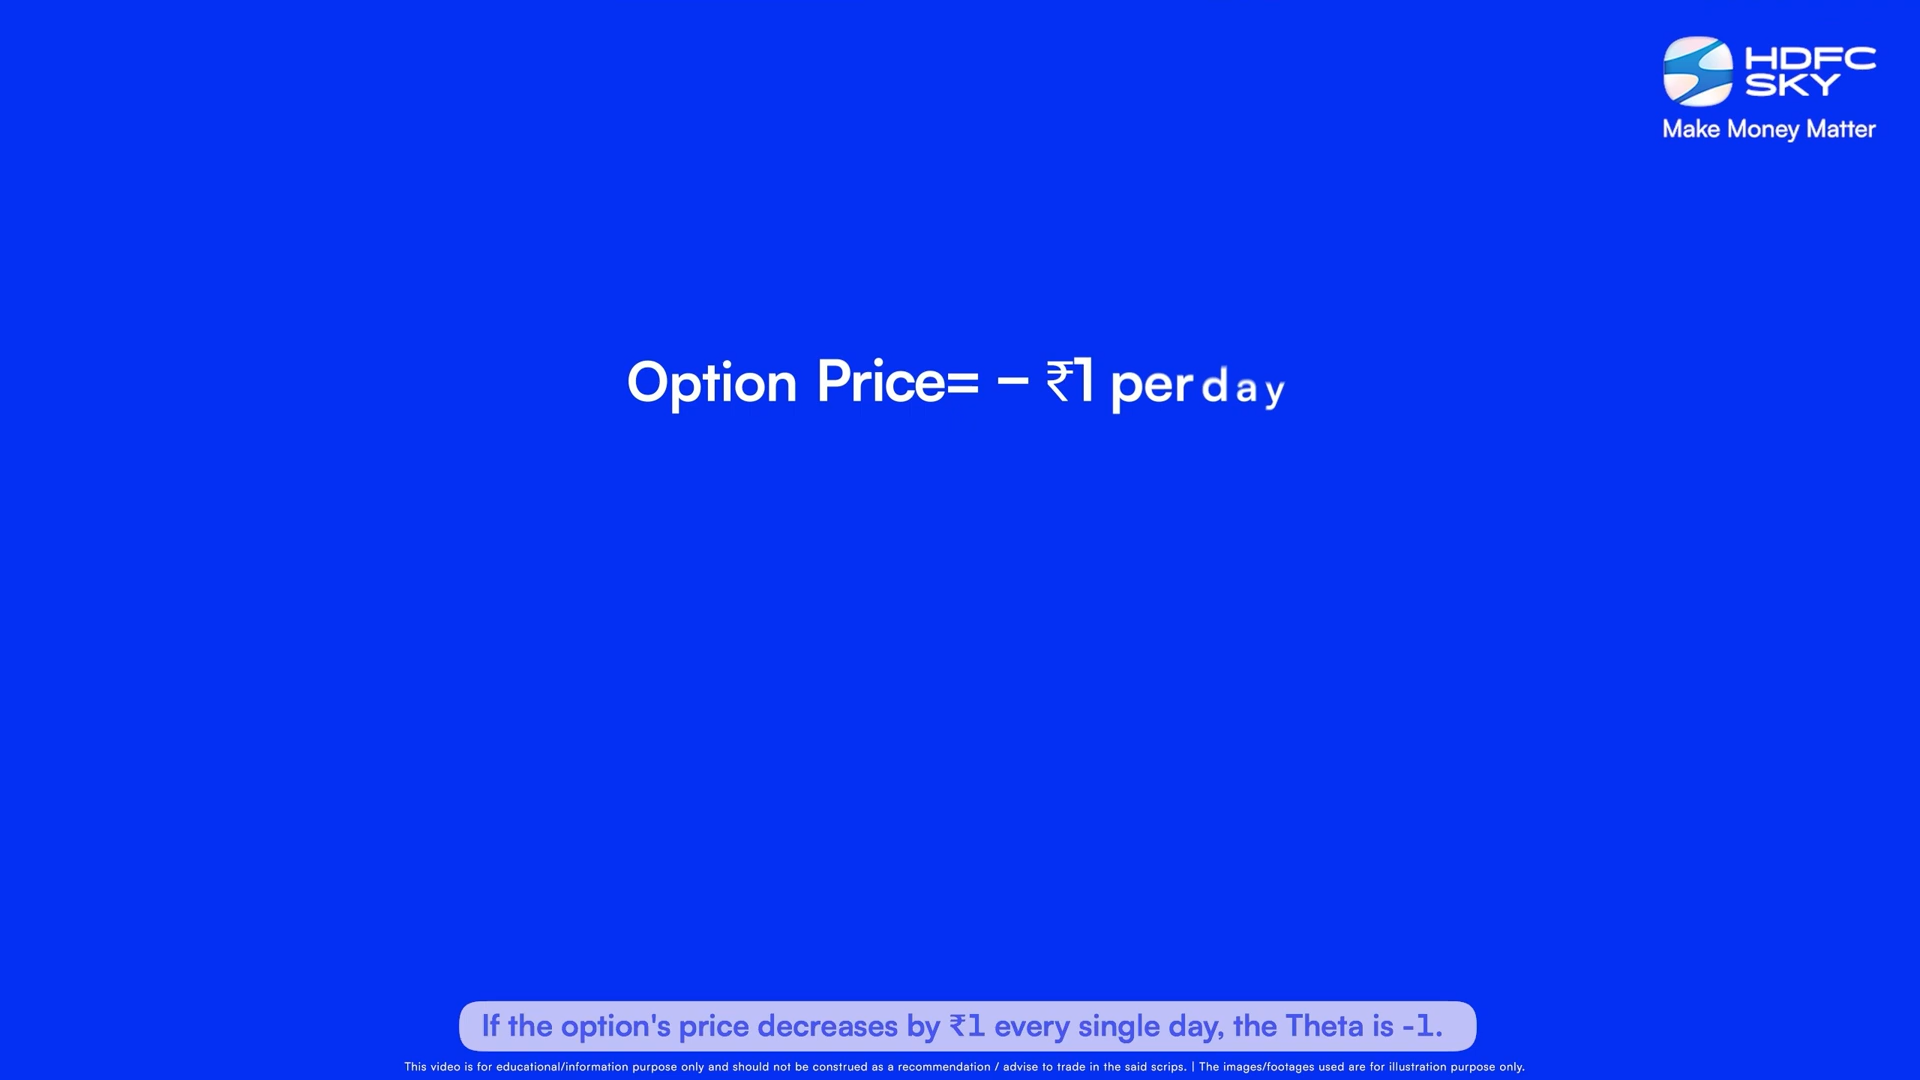 HDFC
SKY
Make Money Matter
Option Price= – ₹1 per day
If the option's price decreases by ₹1 every single day, the Theta is -1.
This video is for educational/information purpose only and should not be construed as a recommendation / advise to trade in the said scrips. | The images/footages used are for illustration purpose only.